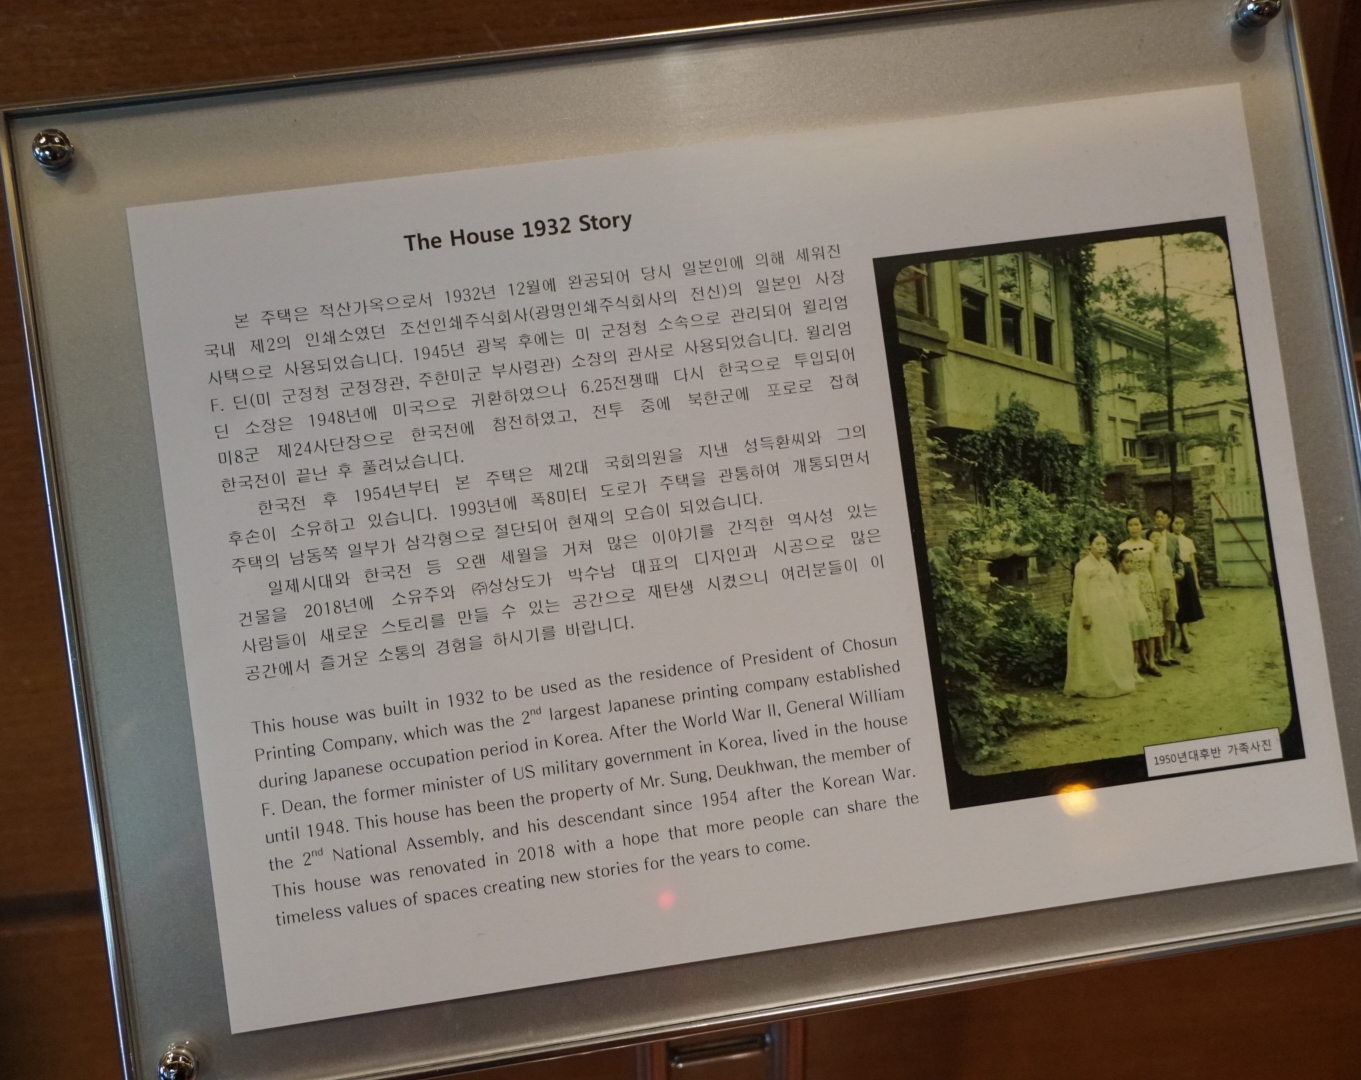 The House 1932 Story
본 주택은 적산가옥으로서 1932년 12월에 완공되어 당시 일본인에 의해 세워진
국내 제2의 인쇄소였던 조선인쇄주식회사(광명인쇄주식회사의 전신)의 일본인 사장
사택으로 사용되었습니다. 1945년 광복 후에는 미 군정청 소속으로 관리되어 윌리엄
F. 딘(미 군정청 군정장관, 주한미군 부사령관) 소장의 관사로 사용되었습니다. 윌리엄
딘 소장은 1948년에 미국으로 귀환하였으나 6.25전쟁때 다시 한국으로 투입되어
미8군 제24사단장으로 한국전에 참전하였고, 전투 중에 북한군에 포로로 잡혀
한국전이 끝난 후 풀려났습니다.
한국전 후 1954년부터 본 주택은 제2대 국회의원을 지낸 성득환씨와 그의
후손이 소유하고 있습니다. 1993년에 폭8미터 도로가 주택을 관통하여 개통되면서
주택의 남동쪽 일부가 삼각형으로 절단되어 현재의 모습이 되었습니다.
일제시대와 한국전 등 오랜 세월을 거쳐 많은 이야기를 간직한 역사성 있는
건물을 2018년에 소유주와 ㈜상상도가 박수남 대표의 디자인과 시공으로 많은
사람들이 새로운 스토리를 만들 수 있는 공간으로 재탄생 시켰으니 여러분들이 이
공간에서 즐거운 소통의 경험을 하시기를 바랍니다.
This house was built in 1932 to be used as the residence of President of Chosun
Printing Company, which was the 2nd largest Japanese printing company established
during Japanese occupation period in Korea. After the World War II, General William
F. Dean, the former minister of US military government in Korea, lived in the house
until 1948. This house has been the property of Mr. Sung, Deukhwan, the member of
the 2nd National Assembly, and his descendant since 1954 after the Korean War.
This house was renovated in 2018 with a hope that more people can share the
timeless values of spaces creating new stories for the years to come.
1950년대후반 가족사진